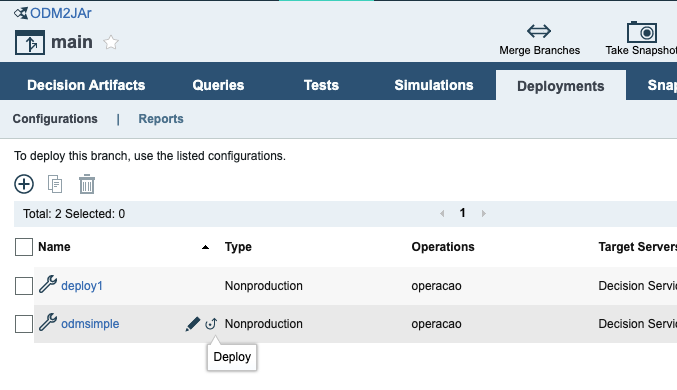 ODM2JAr
main
Merge Branches
Take Snapshot
Decision Artifacts
Queries
Tests
Simulations
Deployments
Snap
Configurations | Reports
To deploy this branch, use the listed configurations.
Total: 2 Selected: 0
1
Name
Type
Operations
Target Servers
deploy1
Nonproduction
operacao
Decision Servi
odmsimple
Nonproduction
operacao
Decision Servi
Deploy